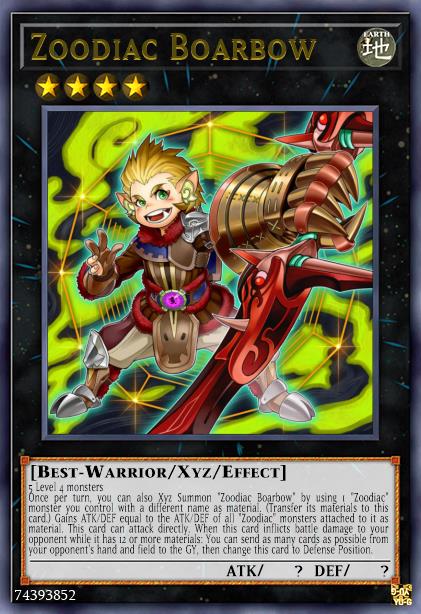 Zoodiac Boarbow
EARTH
地
[Best-Warrior/Xyz/Effect]
5 Level 4 monsters
Once per turn, you can also Xyz Summon "Zoodiac Boarbow" by using 1 "Zoodiac"
monster you control with a different name as material. (Transfer its materials to this
card.) Gains ATK/DEF equal to the ATK/DEF of all "Zoodiac" monsters attached to it as
material. This card can attack directly. When this card inflicts battle damage to your
opponent while it has 12 or more materials: You can send as many cards as possible from
your opponent's hand and field to the GY, then change this card to Defense Position.
ATK/ ? DEF/ ?
74393852